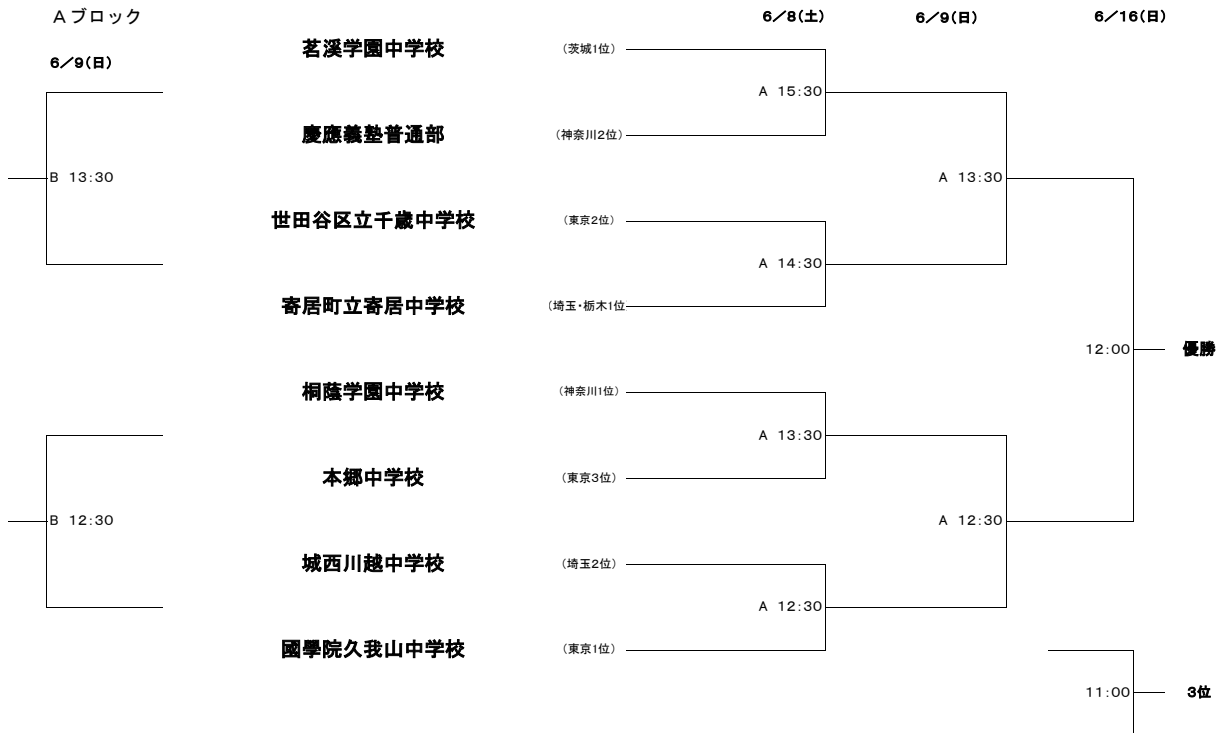 Aブロック
6/8(土)
6/9(日)
6/16(日)
6/9(日)
茗溪学園中学校
(茨城1位)
A 15:30
慶應義塾普通部
(神奈川2位)
B 13:30
A 13:30
世田谷区立千歳中学校
(東京2位)
A 14:30
寄居町立寄居中学校
(埼玉・栃木1位
12:00
優勝
桐蔭学園中学校
(神奈川1位)
A 13:30
本郷中学校
(東京3位)
B 12:30
A 12:30
城西川越中学校
(埼玉2位)
A 12:30
國學院久我山中学校
(東京1位)
11:00
3位